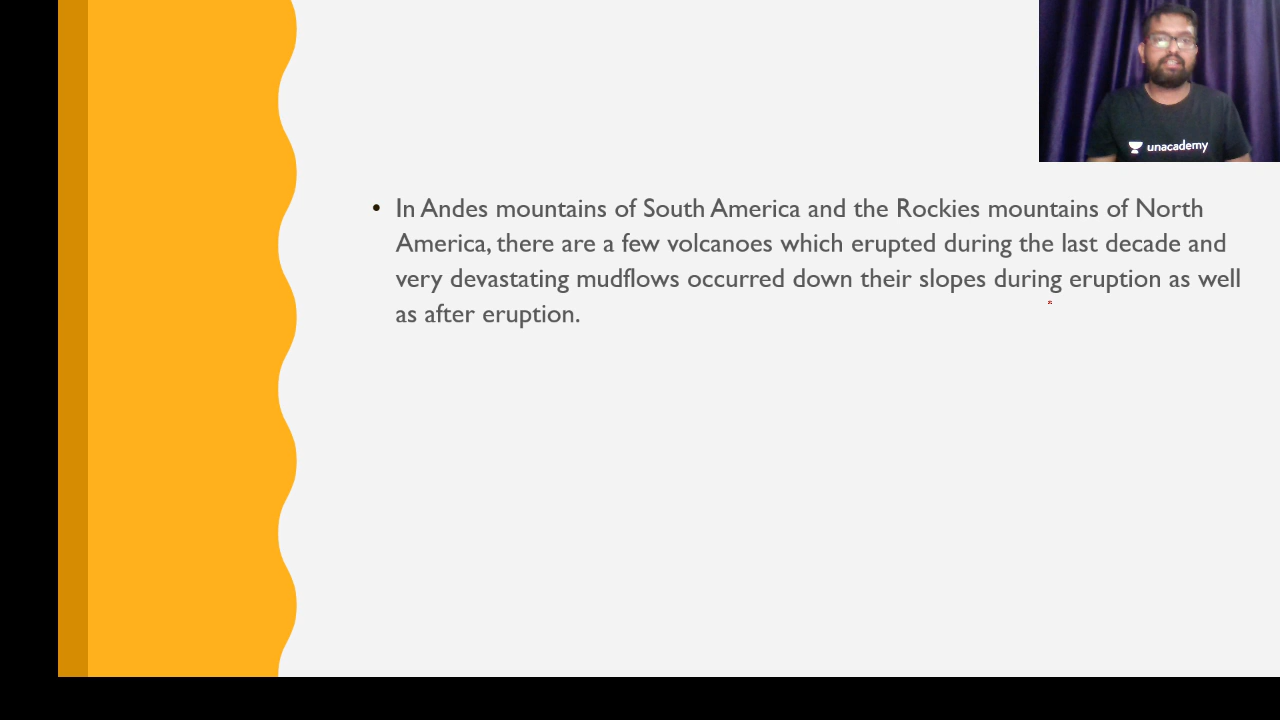 unacademy
• In Andes mountains of South America and the Rockies mountains of North
America, there are a few volcanoes which erupted during the last decade and
very devastating mudflows occurred down their slopes during eruption as well
as after eruption.